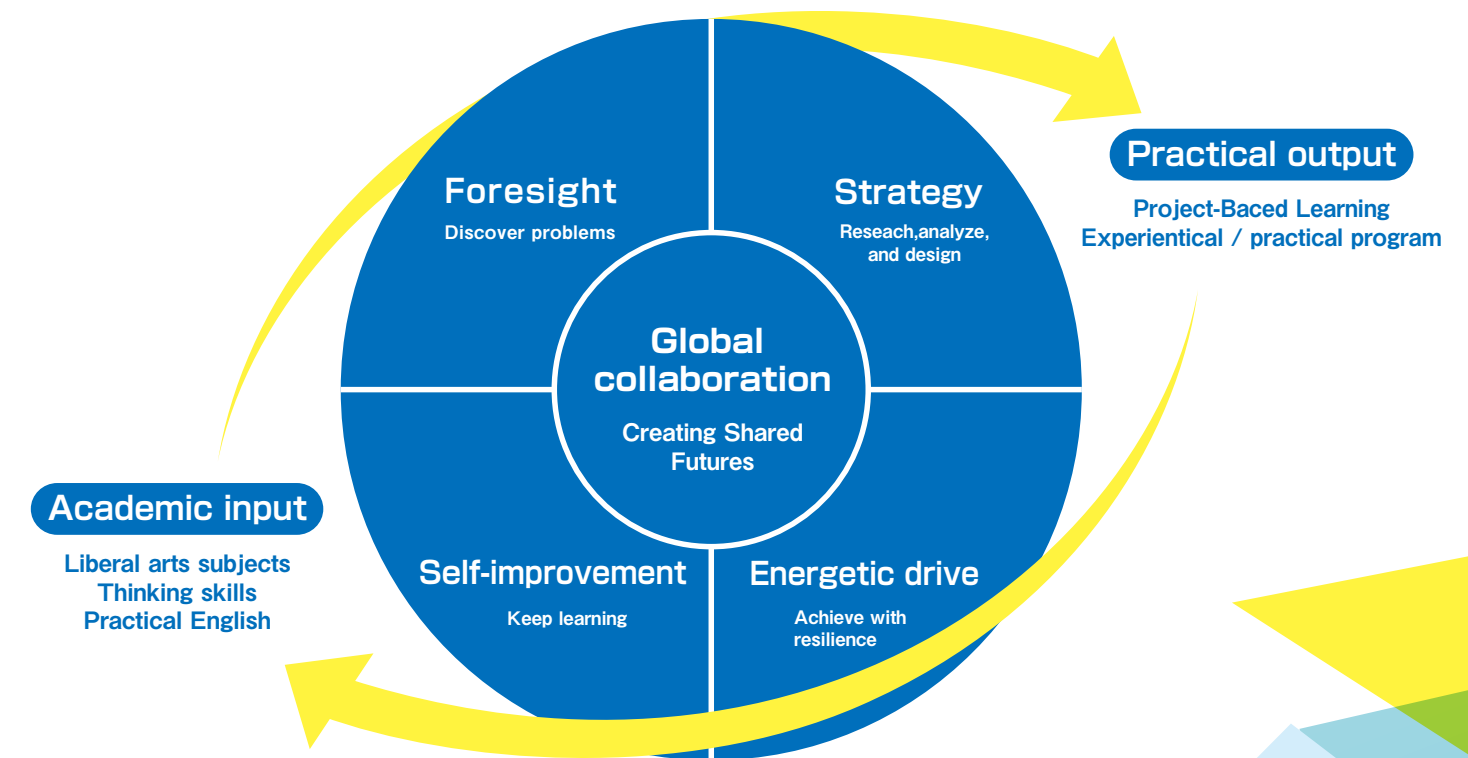 Foresight
Discover problems
Strategy
Reseach,analyze,
and design
Practical output
Project-Baced Learning
Experientical / practical program
Global
collaboration
Creating Shared
Futures
Academic input
Liberal arts subjects
Thinking skills
Practical English
Self-improvement
Keep learning
Energetic drive
Achieve with
resilience